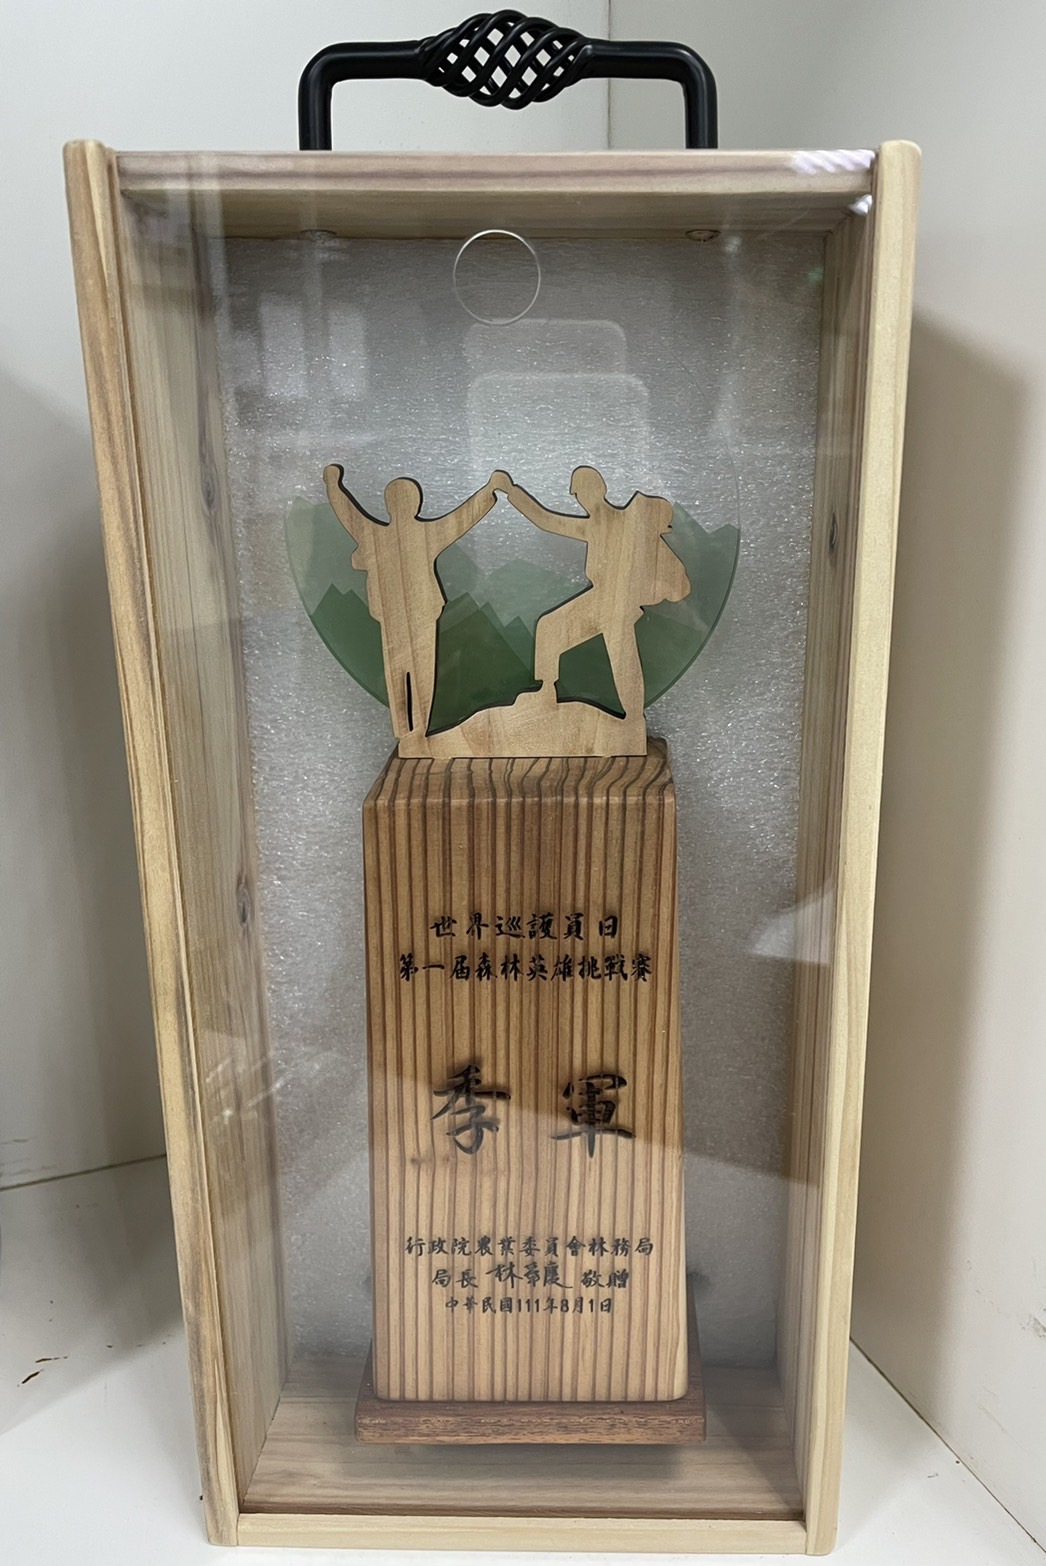 世界巡護員日
第一屆森林英雄挑戰賽
季軍
行政院農業委員會林務局
局長 林華慶 敬贈
中華民國111年8月1日